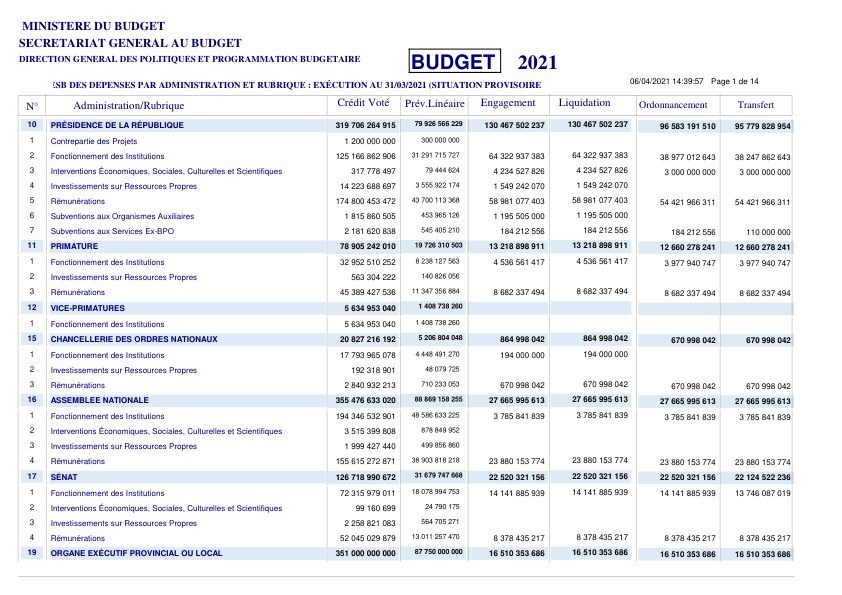 MINISTERE DU BUDGET
SECRETARIAT GENERAL AU BUDGET
DIRECTION GENERAL DES POLITIQUES ET PROGRAMMATION BUDGETAIRE
BUDGET 2021
ESB DES DEPENSES PAR ADMINISTRATION ET RUBRIQUE : EXÉCUTION AU 31/03/2021 (SITUATION PROVISOIRE
06/04/2021 14:39:57 Page 1 de 14
N° Administration/Rubrique Crédit Voté Prév.Linéaire Engagement Liquidation Ordonnancement Transfert
10 PRÉSIDENCE DE LA RÉPUBLIQUE 319 706 264 915 79 926 566 229 130 467 502 237 130 467 502 237 96 583 191 510 95 779 828 954
1 Contrepartie des Projets 1 200 000 000 300 000 000
2 Fonctionnement des Institutions 125 166 862 906 31 291 715 727 64 322 937 383 64 322 937 383 38 977 012 643 38 247 862 643
3 Interventions Économiques, Sociales, Culturelles et Scientifiques 317 778 497 79 444 624 4 234 527 826 4 234 527 826 3 000 000 000 3 000 000 000
4 Investissements sur Ressources Propres 14 223 688 697 3 555 922 174 1 549 242 070 1 549 242 070
5 Rémunérations 174 800 453 472 43 700 113 368 58 981 077 403 58 981 077 403 54 421 966 311 54 421 966 311
6 Subventions aux Organismes Auxiliaires 1 815 860 505 453 965 126 1 195 505 000 1 195 505 000
7 Subventions aux Services Ex-BPO 2 181 620 838 545 405 210 184 212 556 184 212 556 184 212 556 110 000 000
11 PRIMATURE 78 905 242 010 19 726 310 503 13 218 898 911 13 218 898 911 12 660 278 241 12 660 278 241
1 Fonctionnement des Institutions 32 952 510 252 8 238 127 563 4 536 561 417 4 536 561 417 3 977 940 747 3 977 940 747
2 Investissements sur Ressources Propres 563 304 222 140 826 056
3 Rémunérations 45 389 427 536 11 347 356 884 8 682 337 494 8 682 337 494 8 682 337 494 8 682 337 494
12 VICE-PRIMATURES 5 634 953 040 1 408 738 260
1 Fonctionnement des Institutions 5 634 953 040 1 408 738 260
15 CHANCELLERIE DES ORDRES NATIONAUX 20 827 216 192 5 206 804 048 864 998 042 864 998 042 670 998 042 670 998 042
1 Fonctionnement des Institutions 17 793 965 078 4 448 491 270 194 000 000 194 000 000
2 Investissements sur Ressources Propres 192 318 901 48 079 725
3 Rémunérations 2 840 932 213 710 233 053 670 998 042 670 998 042 670 998 042 670 998 042
16 ASSEMBLEE NATIONALE 355 476 633 020 88 869 158 255 27 665 995 613 27 665 995 613 27 665 995 613 27 665 995 613
1 Fonctionnement des Institutions 194 346 532 901 48 586 633 225 3 785 841 839 3 785 841 839 3 785 841 839 3 785 841 839
2 Interventions Économiques, Sociales, Culturelles et Scientifiques 3 515 399 808 878 849 952
3 Investissements sur Ressources Propres 1 999 427 440 499 856 860
4 Rémunérations 155 615 272 871 38 903 818 218 23 880 153 774 23 880 153 774 23 880 153 774 23 880 153 774
17 SÉNAT 126 718 990 672 31 679 747 668 22 520 321 156 22 520 321 156 22 520 321 156 22 124 522 236
1 Fonctionnement des Institutions 72 315 979 011 18 078 994 753 14 141 885 939 14 141 885 939 14 141 885 939 13 746 087 019
2 Interventions Économiques, Sociales, Culturelles et Scientifiques 99 160 699 24 790 175
3 Investissements sur Ressources Propres 2 258 821 083 564 705 271
4 Rémunérations 52 045 029 879 13 011 257 470 8 378 435 217 8 378 435 217 8 378 435 217 8 378 435 217
19 ORGANE EXÉCUTIF PROVINCIAL OU LOCAL 351 000 000 000 87 750 000 000 16 510 353 686 16 510 353 686 16 510 353 686 16 510 353 686